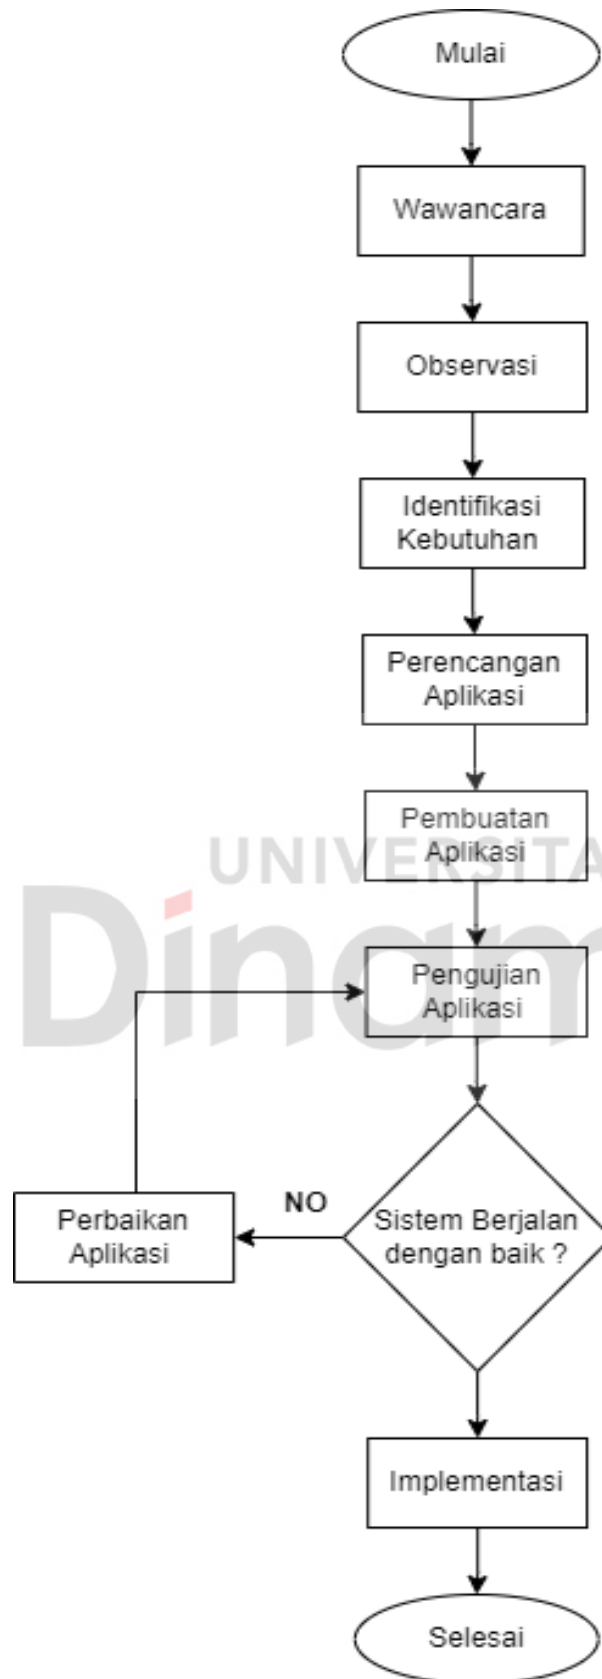 Mulai
Wawancara
Observasi
Identifikasi
Kebutuhan
Perencangan
Aplikasi
Pembuatan
Aplikasi
UNIVERSITA
Dinam
Pengujian
Aplikasi
Perbaikan
Aplikasi
NO
Sistem Berjalan
dengan baik ?
Implementasi
Selesai